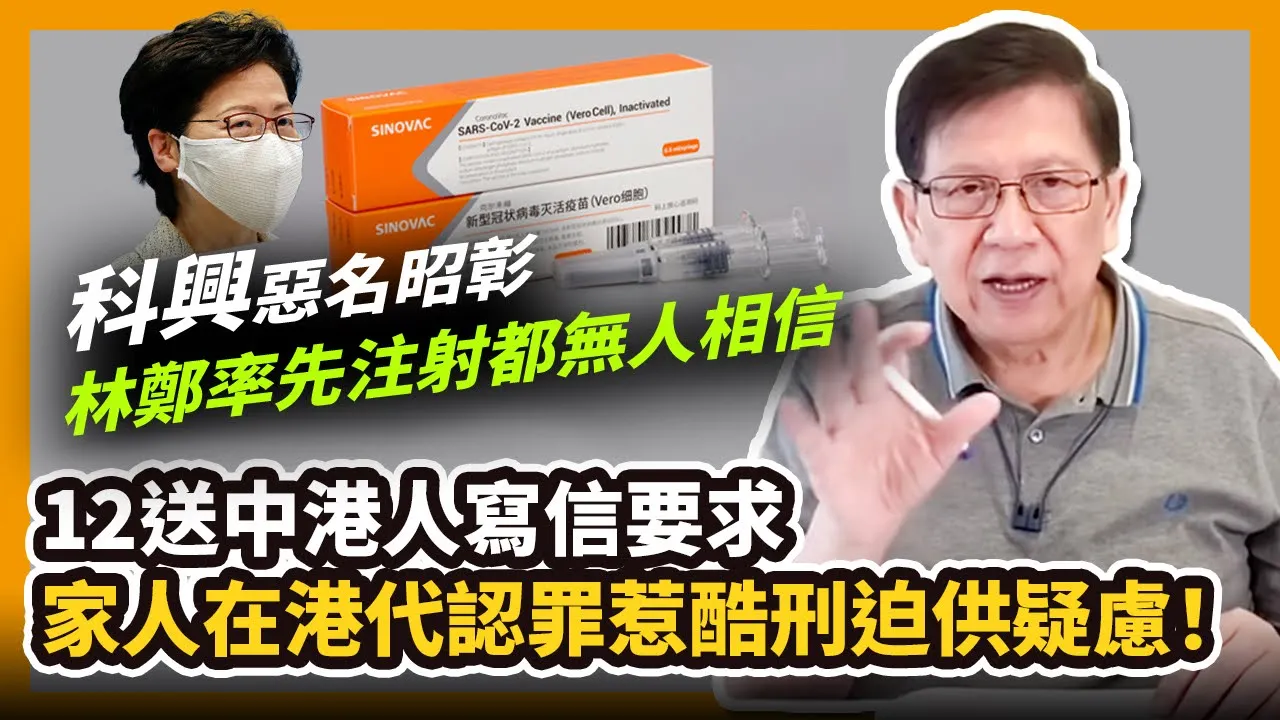 SINOVAC
SARS-CoV-2 Vaccine (Vero Cell), Inactivated
SINOVAC
新型冠状病毒灭活疫苗(Vero细胞)
科興惡名昭彰
林鄭率先注射都無人相信
12送中港人寫信要求
家人在港代認罪惹酷刑迫供疑慮!